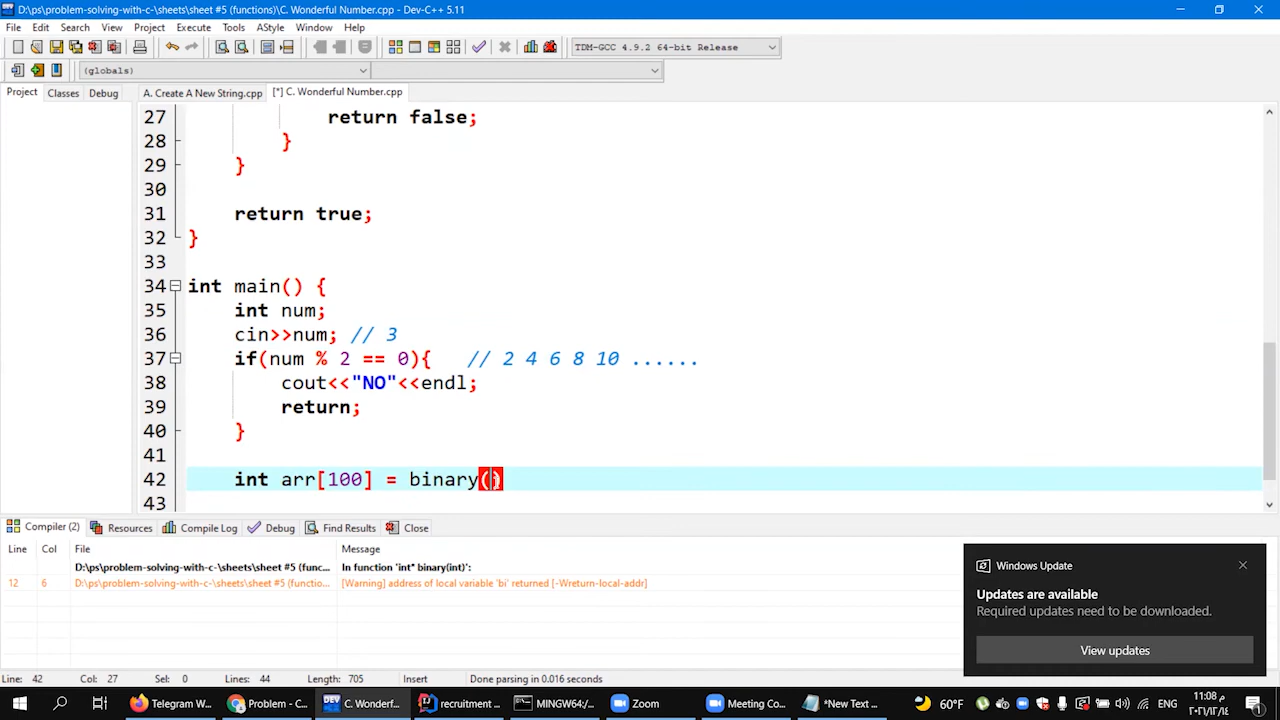 D:\ps\problem-solving-with-c-\sheets\sheet #5 (functions)\C. Wonderful Number.cpp - Dev-C++ 5.11
File Edit Search View Project Execute Tools AStyle Window Help
TDM-GCC 4.9.2 64-bit Release
(globals)
Project Classes Debug A. Create A New String.cpp [*] C. Wonderful Number.cpp
27 return false;
28 }
29 }
30
31 return true;
32 }
33
34 int main() {
35 int num;
36 cin>>num; // 3
37 if(num % 2 == 0){ // 2 4 6 8 10 ......
38 cout<<"NO"<<endl;
39 return;
40 }
41
42 int arr[100] = binary()
43
Compiler (2) Resources Compile Log Debug Find Results Close
Line Col File Message
D:\ps\problem-solving-with-c-\sheets\sheet #5 (func... In function 'int* binary(int)':
12 6 D:\ps\problem-solving-with-c-\sheets\sheet #5 (functio... [Warning] address of local variable 'bi' returned [-Wreturn-local-addr]
Windows Update
Updates are available
Required updates need to be downloaded.
View updates
Line: 42 Col: 27 Sel: 0 Lines: 44 Length: 705 Insert Done parsing in 0.016 seconds
Telegram W... Problem - C... DEV C. Wonderf... recruitment ... MINGW64:/... Zoom Meeting Co... *New Text ... 60°F ENG 11:08
٢٠٢١/١٢/١٤